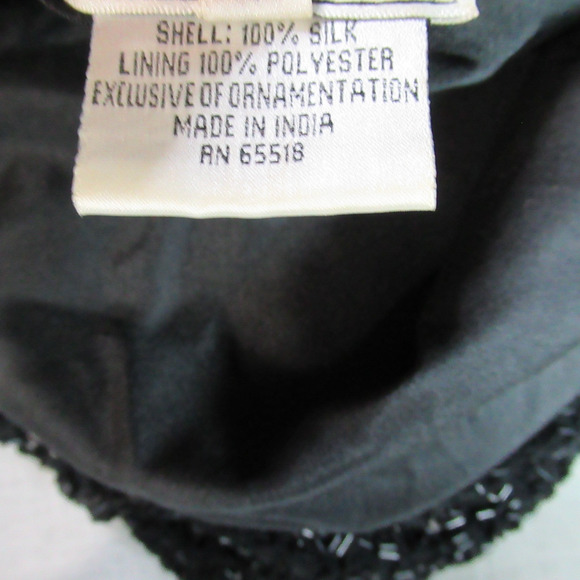 SHELL: 100% SILK
LINING 100% POLYESTER
EXCLUSIVE OF ORNAMENTATION
MADE IN INDIA
RN 65518